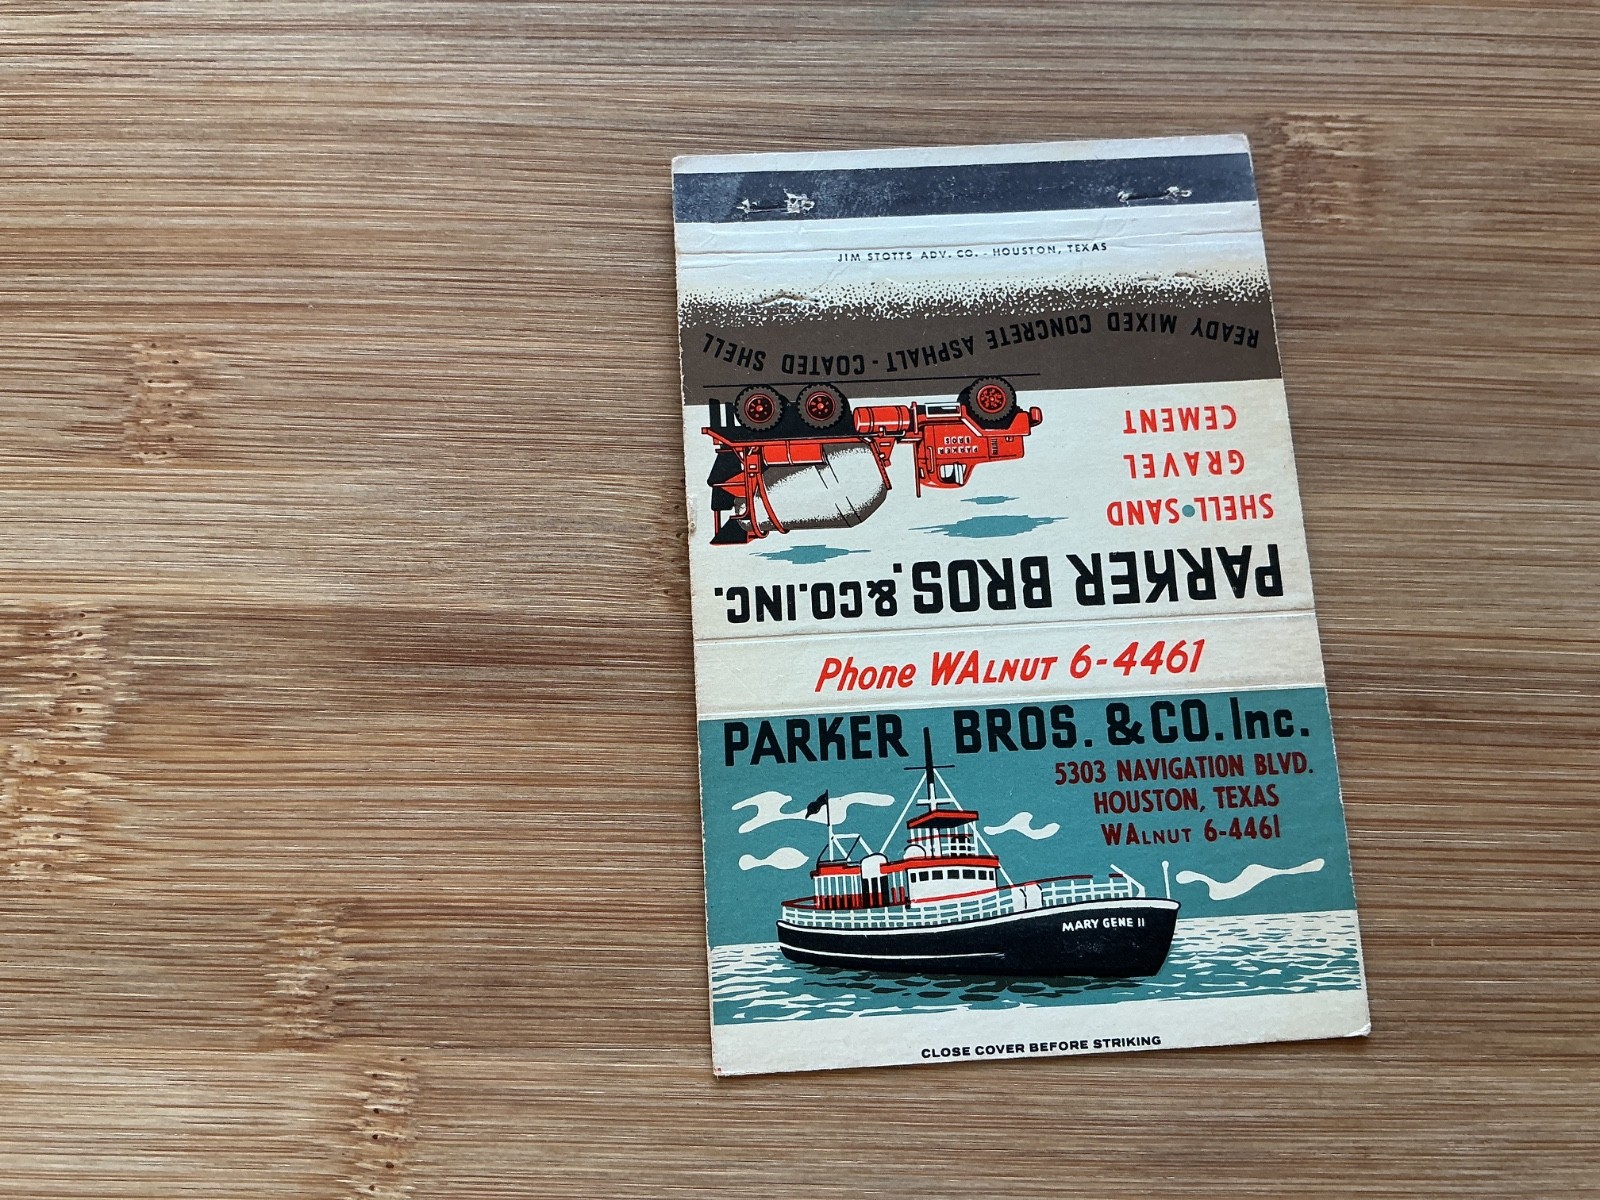 JIM STOTTS ADV. CO. - HOUSTON, TEXAS
PARKER BROS. & CO. INC.
SHELL • SAND
GRAVEL
CEMENT
PARKER
BROS
READY MIXED CONCRETE ASPHALT - COATED SHELL
Phone WALNUT 6-4461
PARKER BROS. & CO. Inc.
5303 NAVIGATION BLVD.
HOUSTON, TEXAS
WALNUT 6-4461
MARY GENE II
CLOSE COVER BEFORE STRIKING